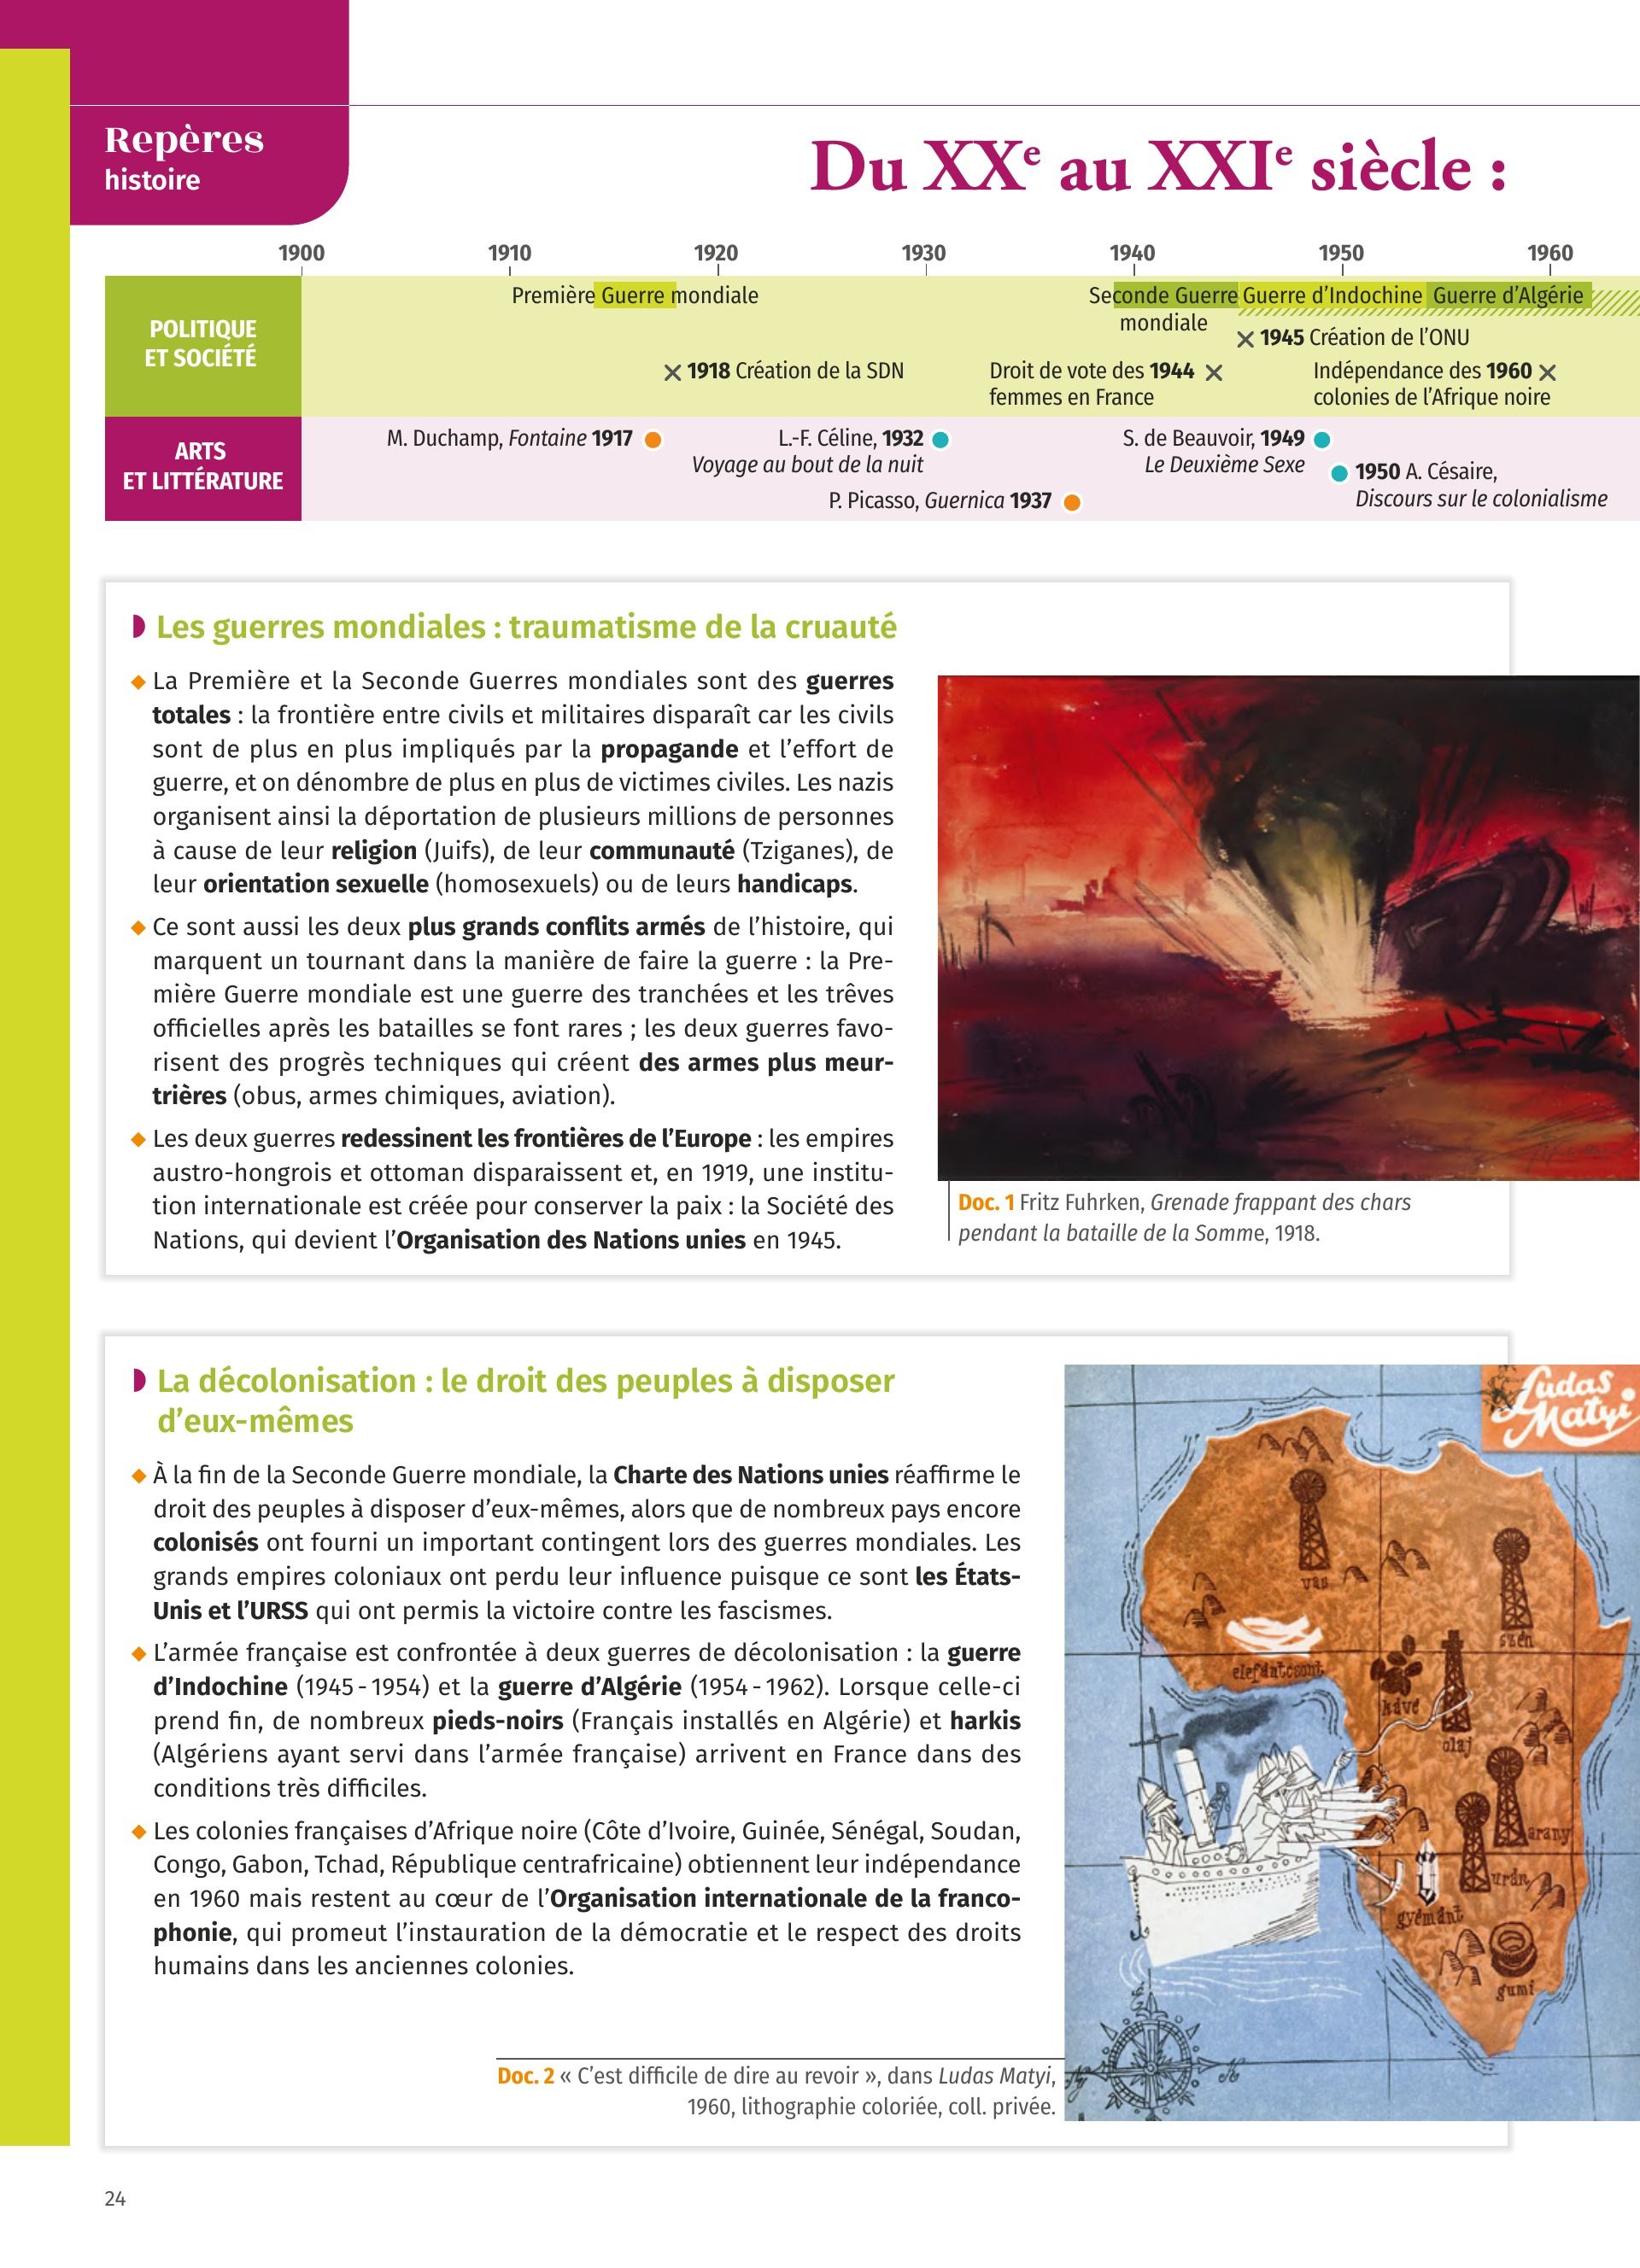 Repères
histoire
Du XXe au XXIe siècle :
1900 1910 1920 1930 1940 1950 1960
POLITIQUE
ET SOCIÉTÉ
Première Guerre mondiale
Seconde Guerre
mondiale
Guerre d'Indochine
Guerre d'Algérie
1945 Création de l'ONU
1918 Création de la SDN
Droit de vote des 1944
femmes en France
Indépendance des 1960
colonies de l'Afrique noire
ARTS
ET LITTÉRATURE
M. Duchamp, Fontaine 1917
L.-F. Céline, 1932
Voyage au bout de la nuit
P. Picasso, Guernica 1937
S. de Beauvoir, 1949
Le Deuxième Sexe
1950 A. Césaire,
Discours sur le colonialisme
Les guerres mondiales : traumatisme de la cruauté
La Première et la Seconde Guerres mondiales sont des guerres
totales : la frontière entre civils et militaires disparaît car les civils
sont de plus en plus impliqués par la propagande et l'effort de
guerre, et on dénombre de plus en plus de victimes civiles. Les nazis
organisent ainsi la déportation de plusieurs millions de personnes
à cause de leur religion (Juifs), de leur communauté (Tziganes), de
leur orientation sexuelle (homosexuels) ou de leurs handicaps.
Ce sont aussi les deux plus grands conflits armés de l'histoire, qui
marquent un tournant dans la manière de faire la guerre : la Pre-
mière Guerre mondiale est une guerre des tranchées et les trêves
officielles après les batailles se font rares ; les deux guerres favo-
risent des progrès techniques qui créent des armes plus meur-
trières (obus, armes chimiques, aviation).
Les deux guerres redessinent les frontières de l'Europe : les empires
austro-hongrois et ottoman disparaissent et, en 1919, une institu-
tion internationale est créée pour conserver la paix : la Société des
Nations, qui devient l'Organisation des Nations unies en 1945.
Doc. 1 Fritz Fuhrken, Grenade frappant des chars
pendant la bataille de la Somme, 1918.
La décolonisation : le droit des peuples à disposer
d'eux-mêmes
À la fin de la Seconde Guerre mondiale, la Charte des Nations unies réaffirme le
droit des peuples à disposer d'eux-mêmes, alors que de nombreux pays encore
colonisés ont fourni un important contingent lors des guerres mondiales. Les
grands empires coloniaux ont perdu leur influence puisque ce sont les États-
Unis et l'URSS qui ont permis la victoire contre les fascismes.
L'armée française est confrontée à deux guerres de décolonisation : la guerre
d'Indochine (1945 - 1954) et la guerre d'Algérie (1954 - 1962). Lorsque celle-ci
prend fin, de nombreux pieds-noirs (Français installés en Algérie) et harkis
(Algériens ayant servi dans l'armée française) arrivent en France dans des
conditions très difficiles.
Les colonies françaises d'Afrique noire (Côte d'Ivoire, Guinée, Sénégal, Soudan,
Congo, Gabon, Tchad, République centrafricaine) obtiennent leur indépendance
en 1960 mais restent au cœur de l'Organisation internationale de la franco-
phonie, qui promeut l'instauration de la démocratie et le respect des droits
humains dans les anciennes colonies.
Ludas
Matyi
vas
szén
elefántcsont
kávé
olaj
arany
urán
gyémánt
gumi
Doc. 2 « C'est difficile de dire au revoir », dans Ludas Matyi,
1960, lithographie coloriée, coll. privée.
24